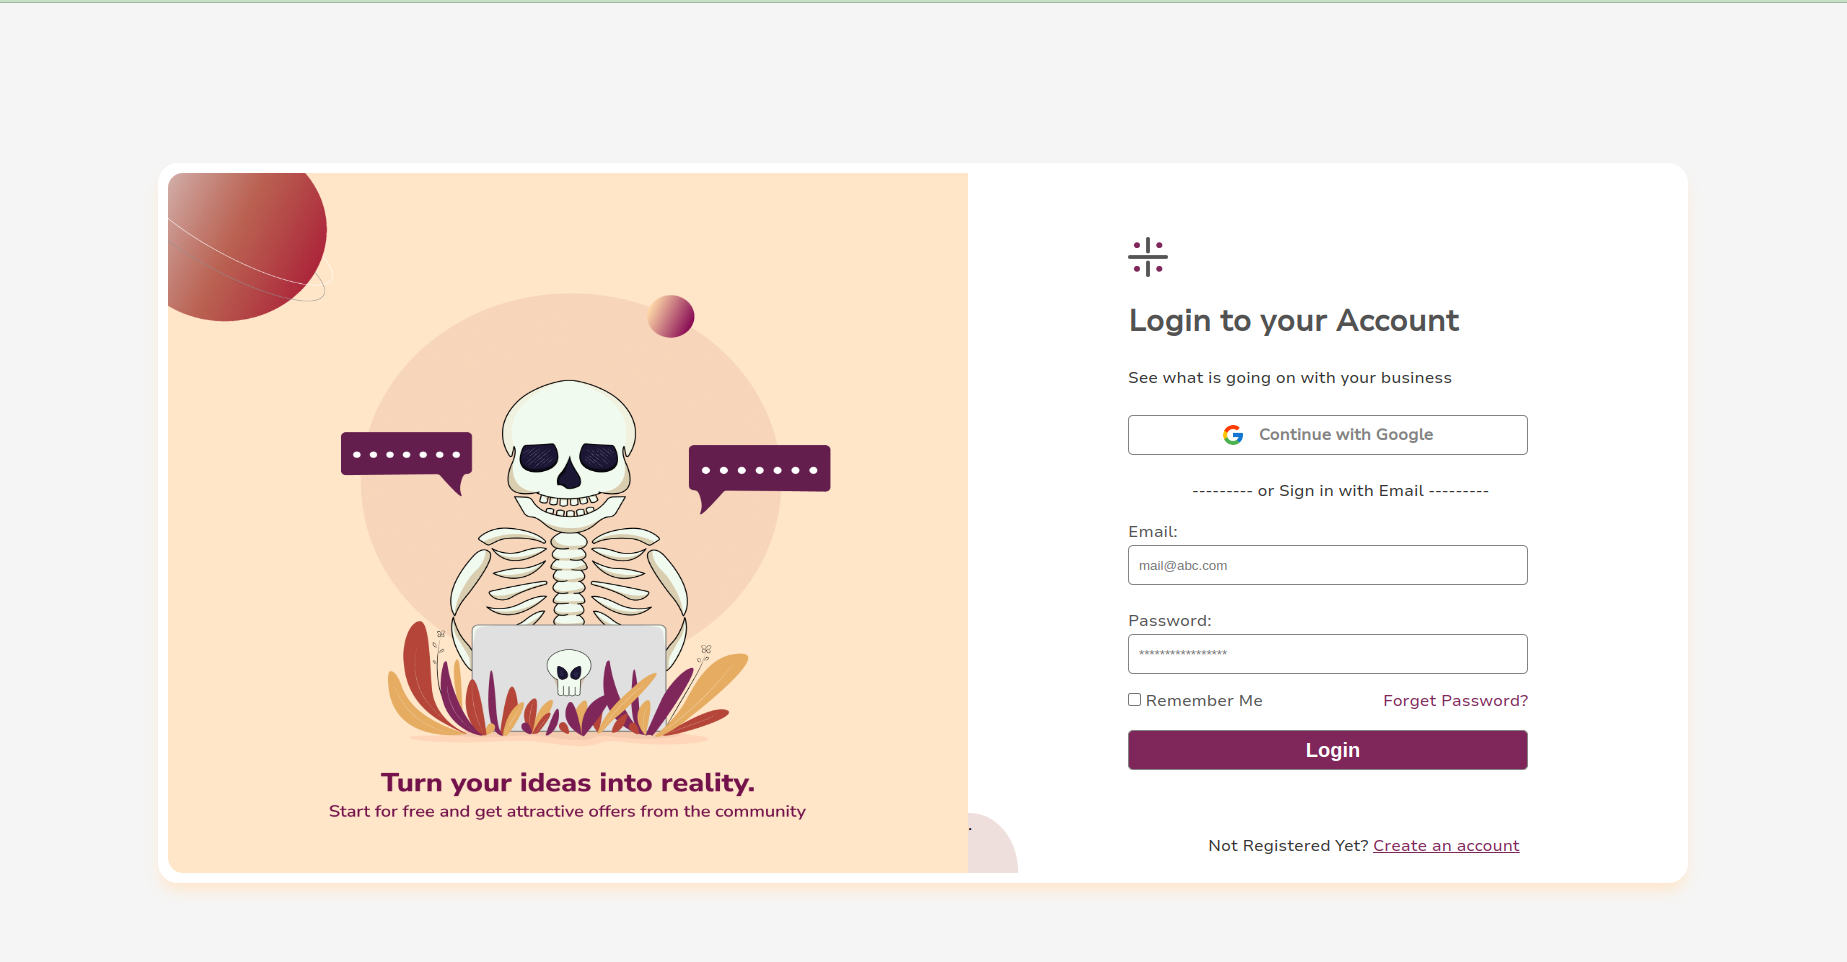 Turn your ideas into reality.
Start for free and get attractive offers from the community
Login to your Account
See what is going on with your business
Continue with Google
--------- or Sign in with Email ---------
Email:
mail@abc.com
Password:
*****************
Remember Me
Forget Password?
Login
.
Not Registered Yet? Create an account